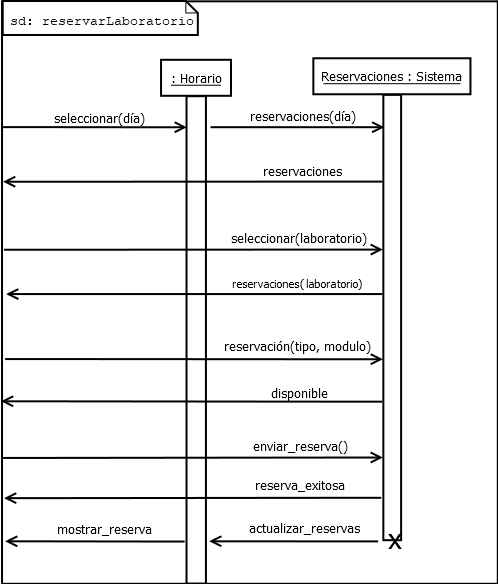 sd: reservarLaboratorio
: Horario
Reservaciones : Sistema
seleccionar(día)
reservaciones(día)
reservaciones
seleccionar(laboratorio)
reservaciones( laboratorio)
reservación(tipo, modulo)
disponible
enviar_reserva()
reserva_exitosa
mostrar_reserva
actualizar_reservas
X